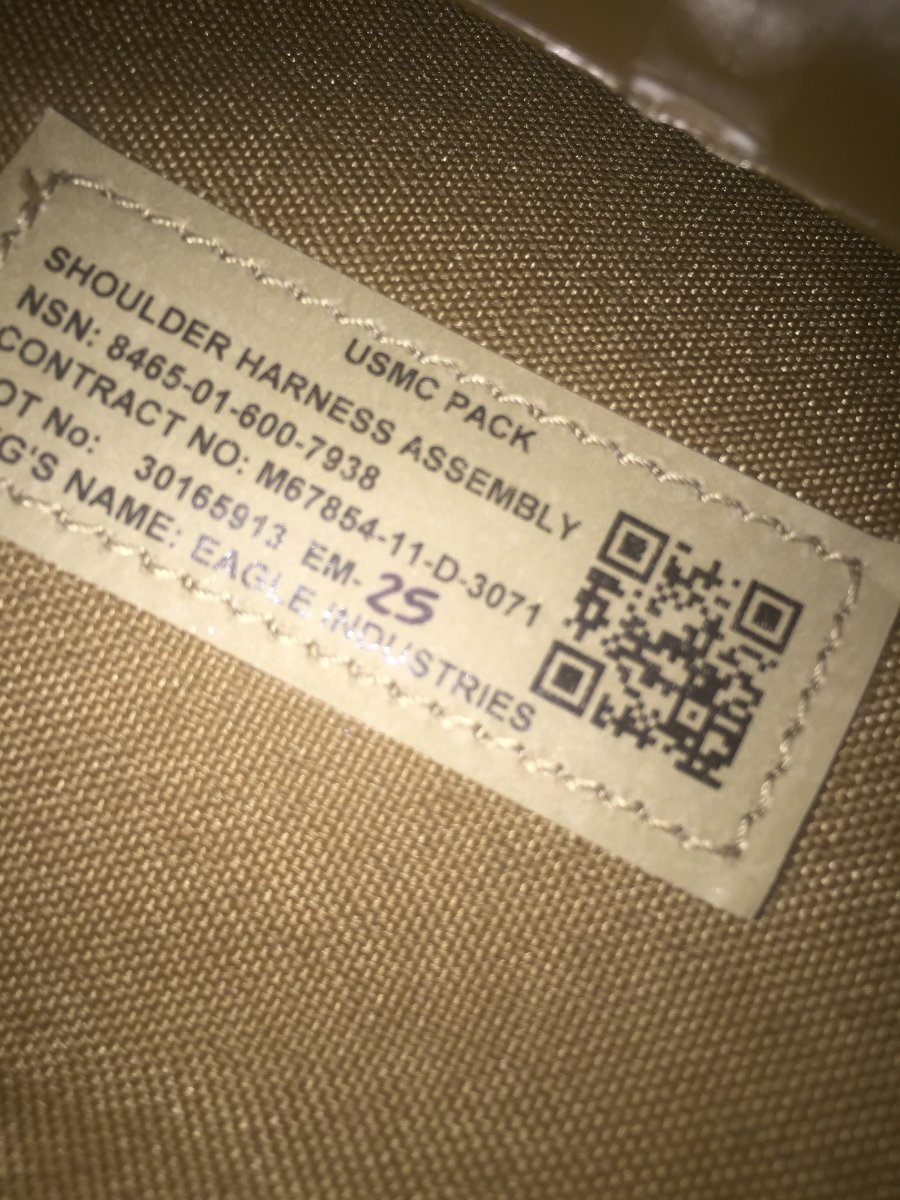 USMC PACK
SHOULDER HARNESS ASSEMBLY
NSN: 8465-01-600-7938
CONTRACT NO: M67854-11-D-3071
OT No: 30165913 EM-25
G'S NAME: EAGLE INDUSTRIES